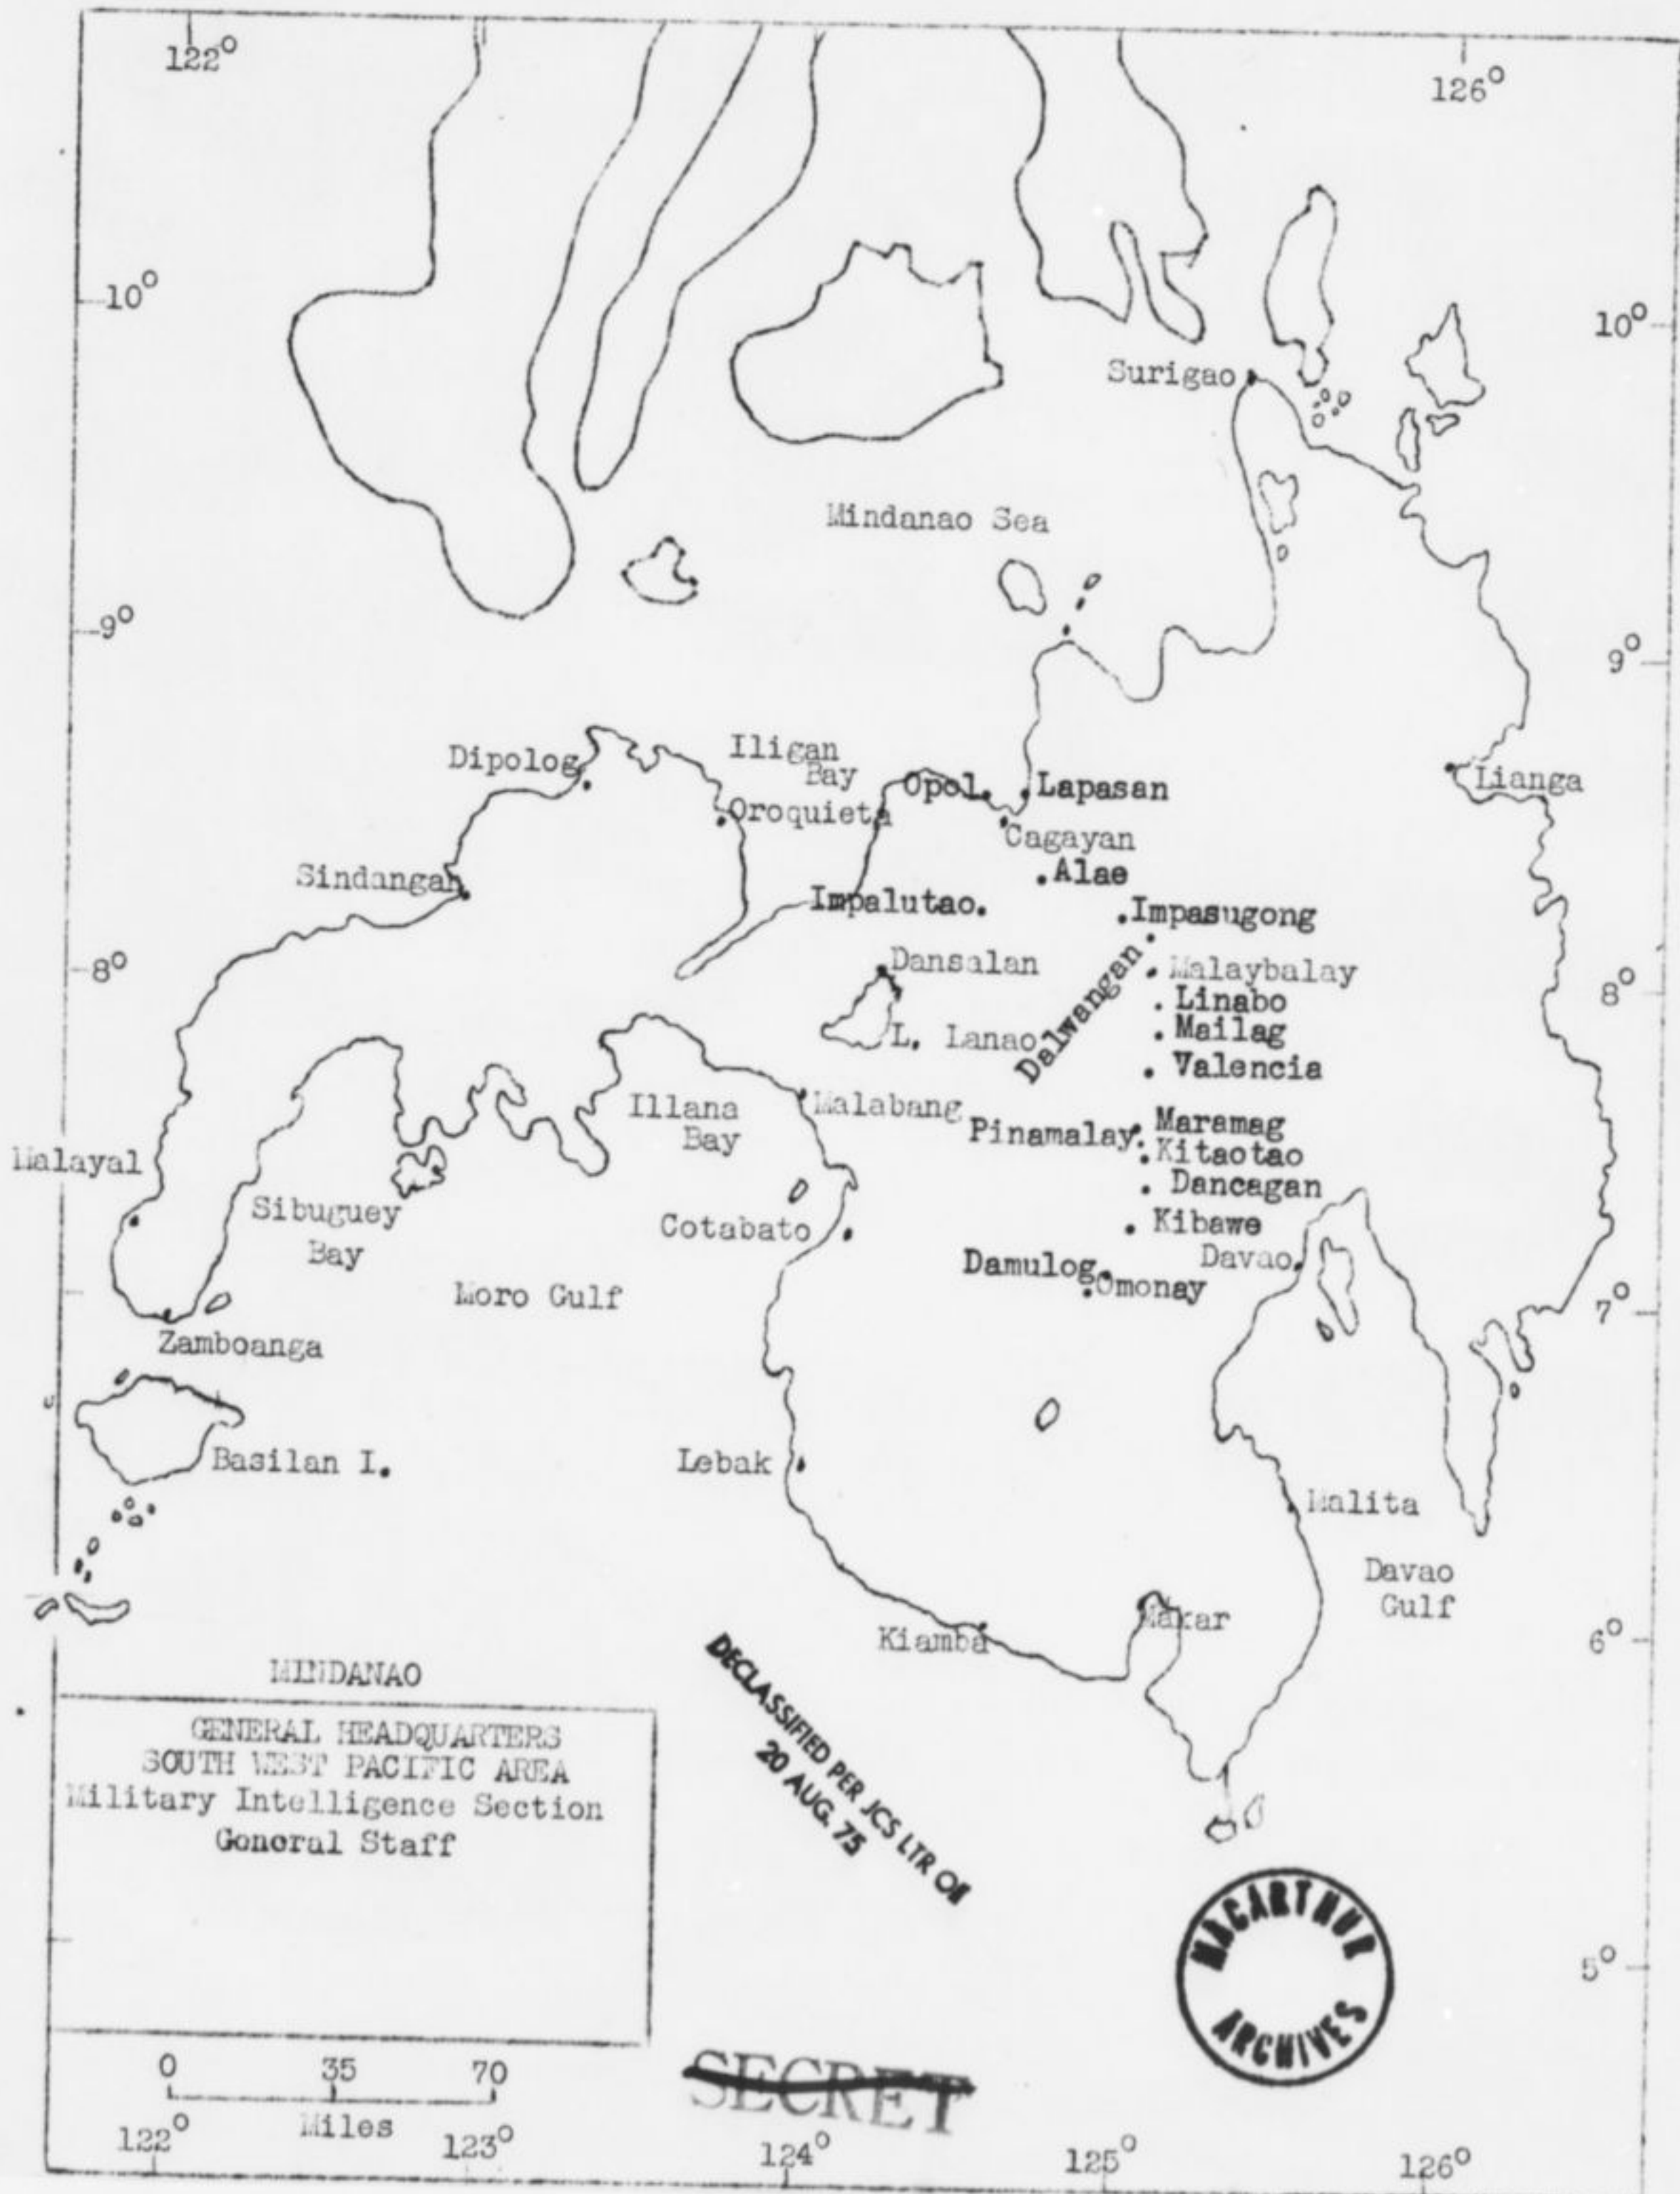 122°
126°
10°
10°
Surigao
Mindanao Sea
9°
9°
Dipolog
Iligan
Bay
Opol.
Lapasan
Lianga
Oroquieta
Cagayan
Sindangan
Alae
Impalutao.
Impasugong
8°
Dansalan
Dalwangan
Malaybalay
8°
Linabo
L. Lanao
Mailag
Valencia
Illana
Bay
Malabang
Maramag
Pinamalay
Kitaotao
Malayal
Dancagan
Sibuguey
Bay
Cotabato
Kibawe
Davao
Damulog
Omonay
Moro Gulf
7°
Zamboanga
Basilan I.
Lebak
Malita
Davao
Gulf
Makar
Kiamba
6°
MINDANAO
GENERAL HEADQUARTERS
SOUTH WEST PACIFIC AREA
Military Intelligence Section
General Staff
DECLASSIFIED PER JCS LTR OF
20 AUG. 75
MACARTHUR
ARCHIVES
5°
0 35 70
Miles
SECRET
122°
123°
124°
125°
126°